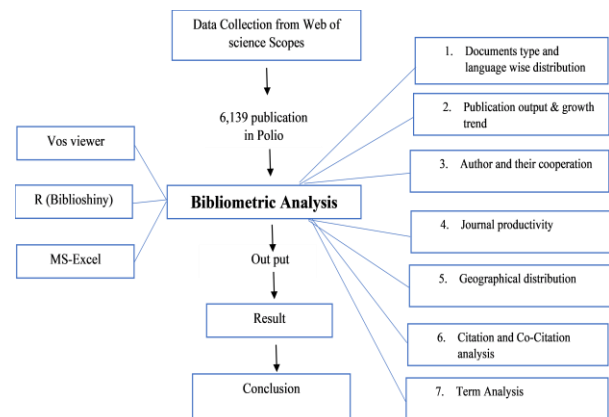 Data Collection from Web of
science Scopes
6,139 publication
in Polio
Vos viewer
R (Biblioshiny)
MS-Excel
Bibliometric Analysis
Out put
Result
Conclusion
1. Documents type and
language wise distribution
2. Publication output & growth
trend
3. Author and their cooperation
4. Journal productivity
5. Geographical distribution
6. Citation and Co-Citation
analysis
7. Term Analysis